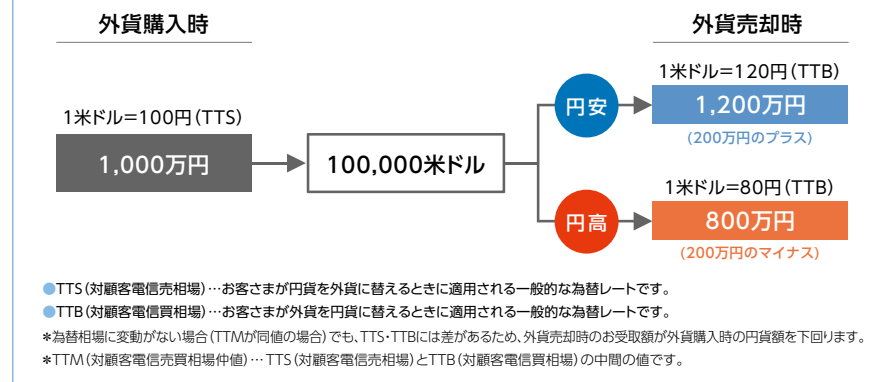 外貨購入時
外貨売却時
1米ドル=100円(TTS)
1,000万円
100,000米ドル
円安
1米ドル=120円(TTB)
1,200万円
(200万円のプラス)
円高
1米ドル=80円(TTB)
800万円
(200万円のマイナス)
●TTS(対顧客電信売相場)…お客さまが円貨を外貨に替えるときに適用される一般的な為替レートです。
●TTB(対顧客電信買相場)…お客さまが外貨を円貨に替えるときに適用される一般的な為替レートです。
*為替相場に変動がない場合(TTMが同値の場合)でも、TTS・TTBには差があるため、外貨売却時のお受取額が外貨購入時の円貨額を下回ります。
*TTM(対顧客電信売買相場仲値)…TTS(対顧客電信売相場)とTTB(対顧客電信買相場)の中間の値です。